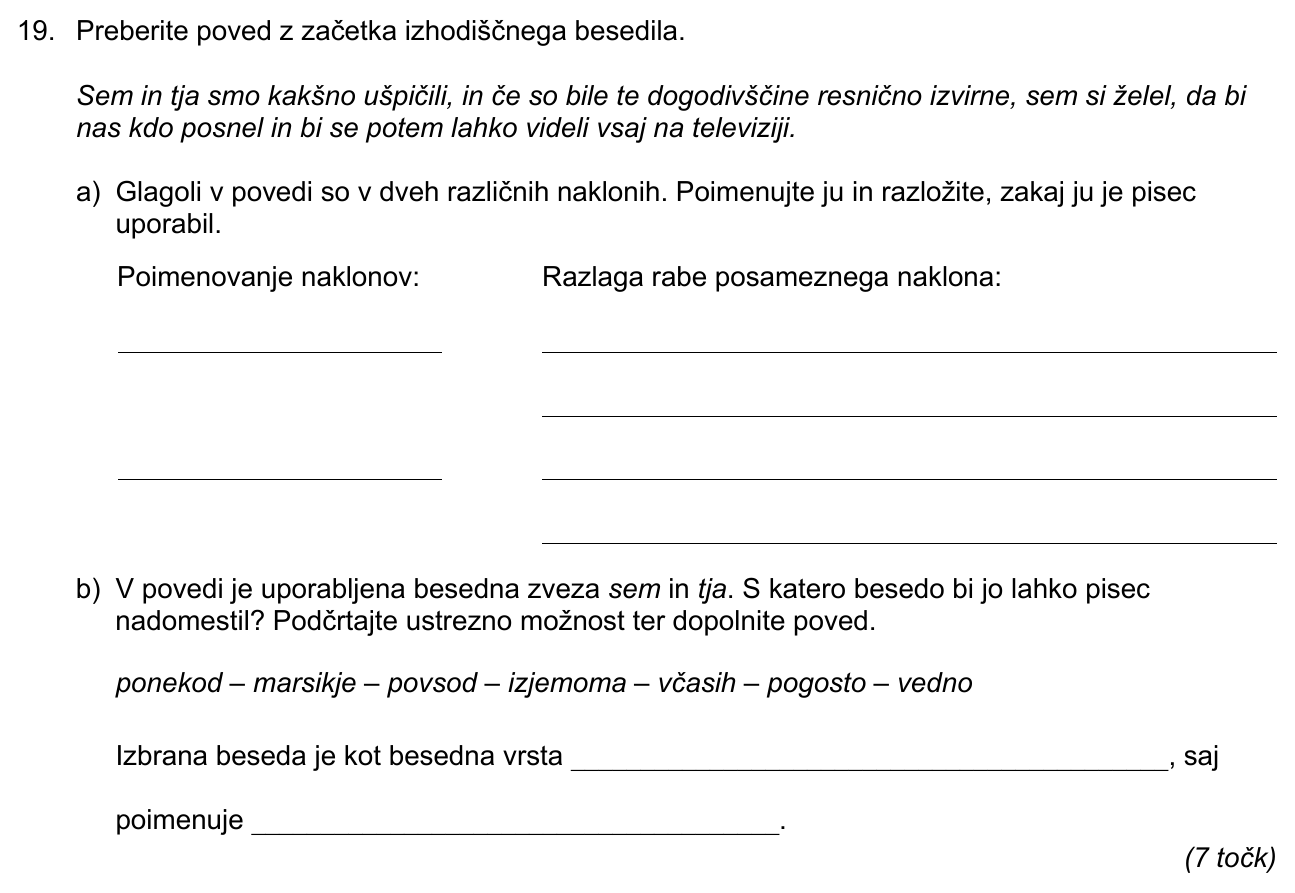 19. Preberite poved z začetka izhodiščnega besedila.
Sem in tja smo kakšno ušpičili, in če so bile te dogodivščine resnično izvirne, sem si želel, da bi
nas kdo posnel in bi se potem lahko videli vsaj na televiziji.
a) Glagoli v povedi so v dveh različnih naklonih. Poimenujte ju in razložite, zakaj ju je pisec
uporabil.
Poimenovanje naklonov: Razlaga rabe posameznega naklona:
b) V povedi je uporabljena besedna zveza sem in tja. S katero besedo bi jo lahko pisec
nadomestil? Podčrtajte ustrezno možnost ter dopolnite poved.
ponekod – marsikje – povsod – izjemoma – včasih – pogosto – vedno
Izbrana beseda je kot besedna vrsta ________________________________________, saj
poimenuje ___________________________________.
(7 točk)